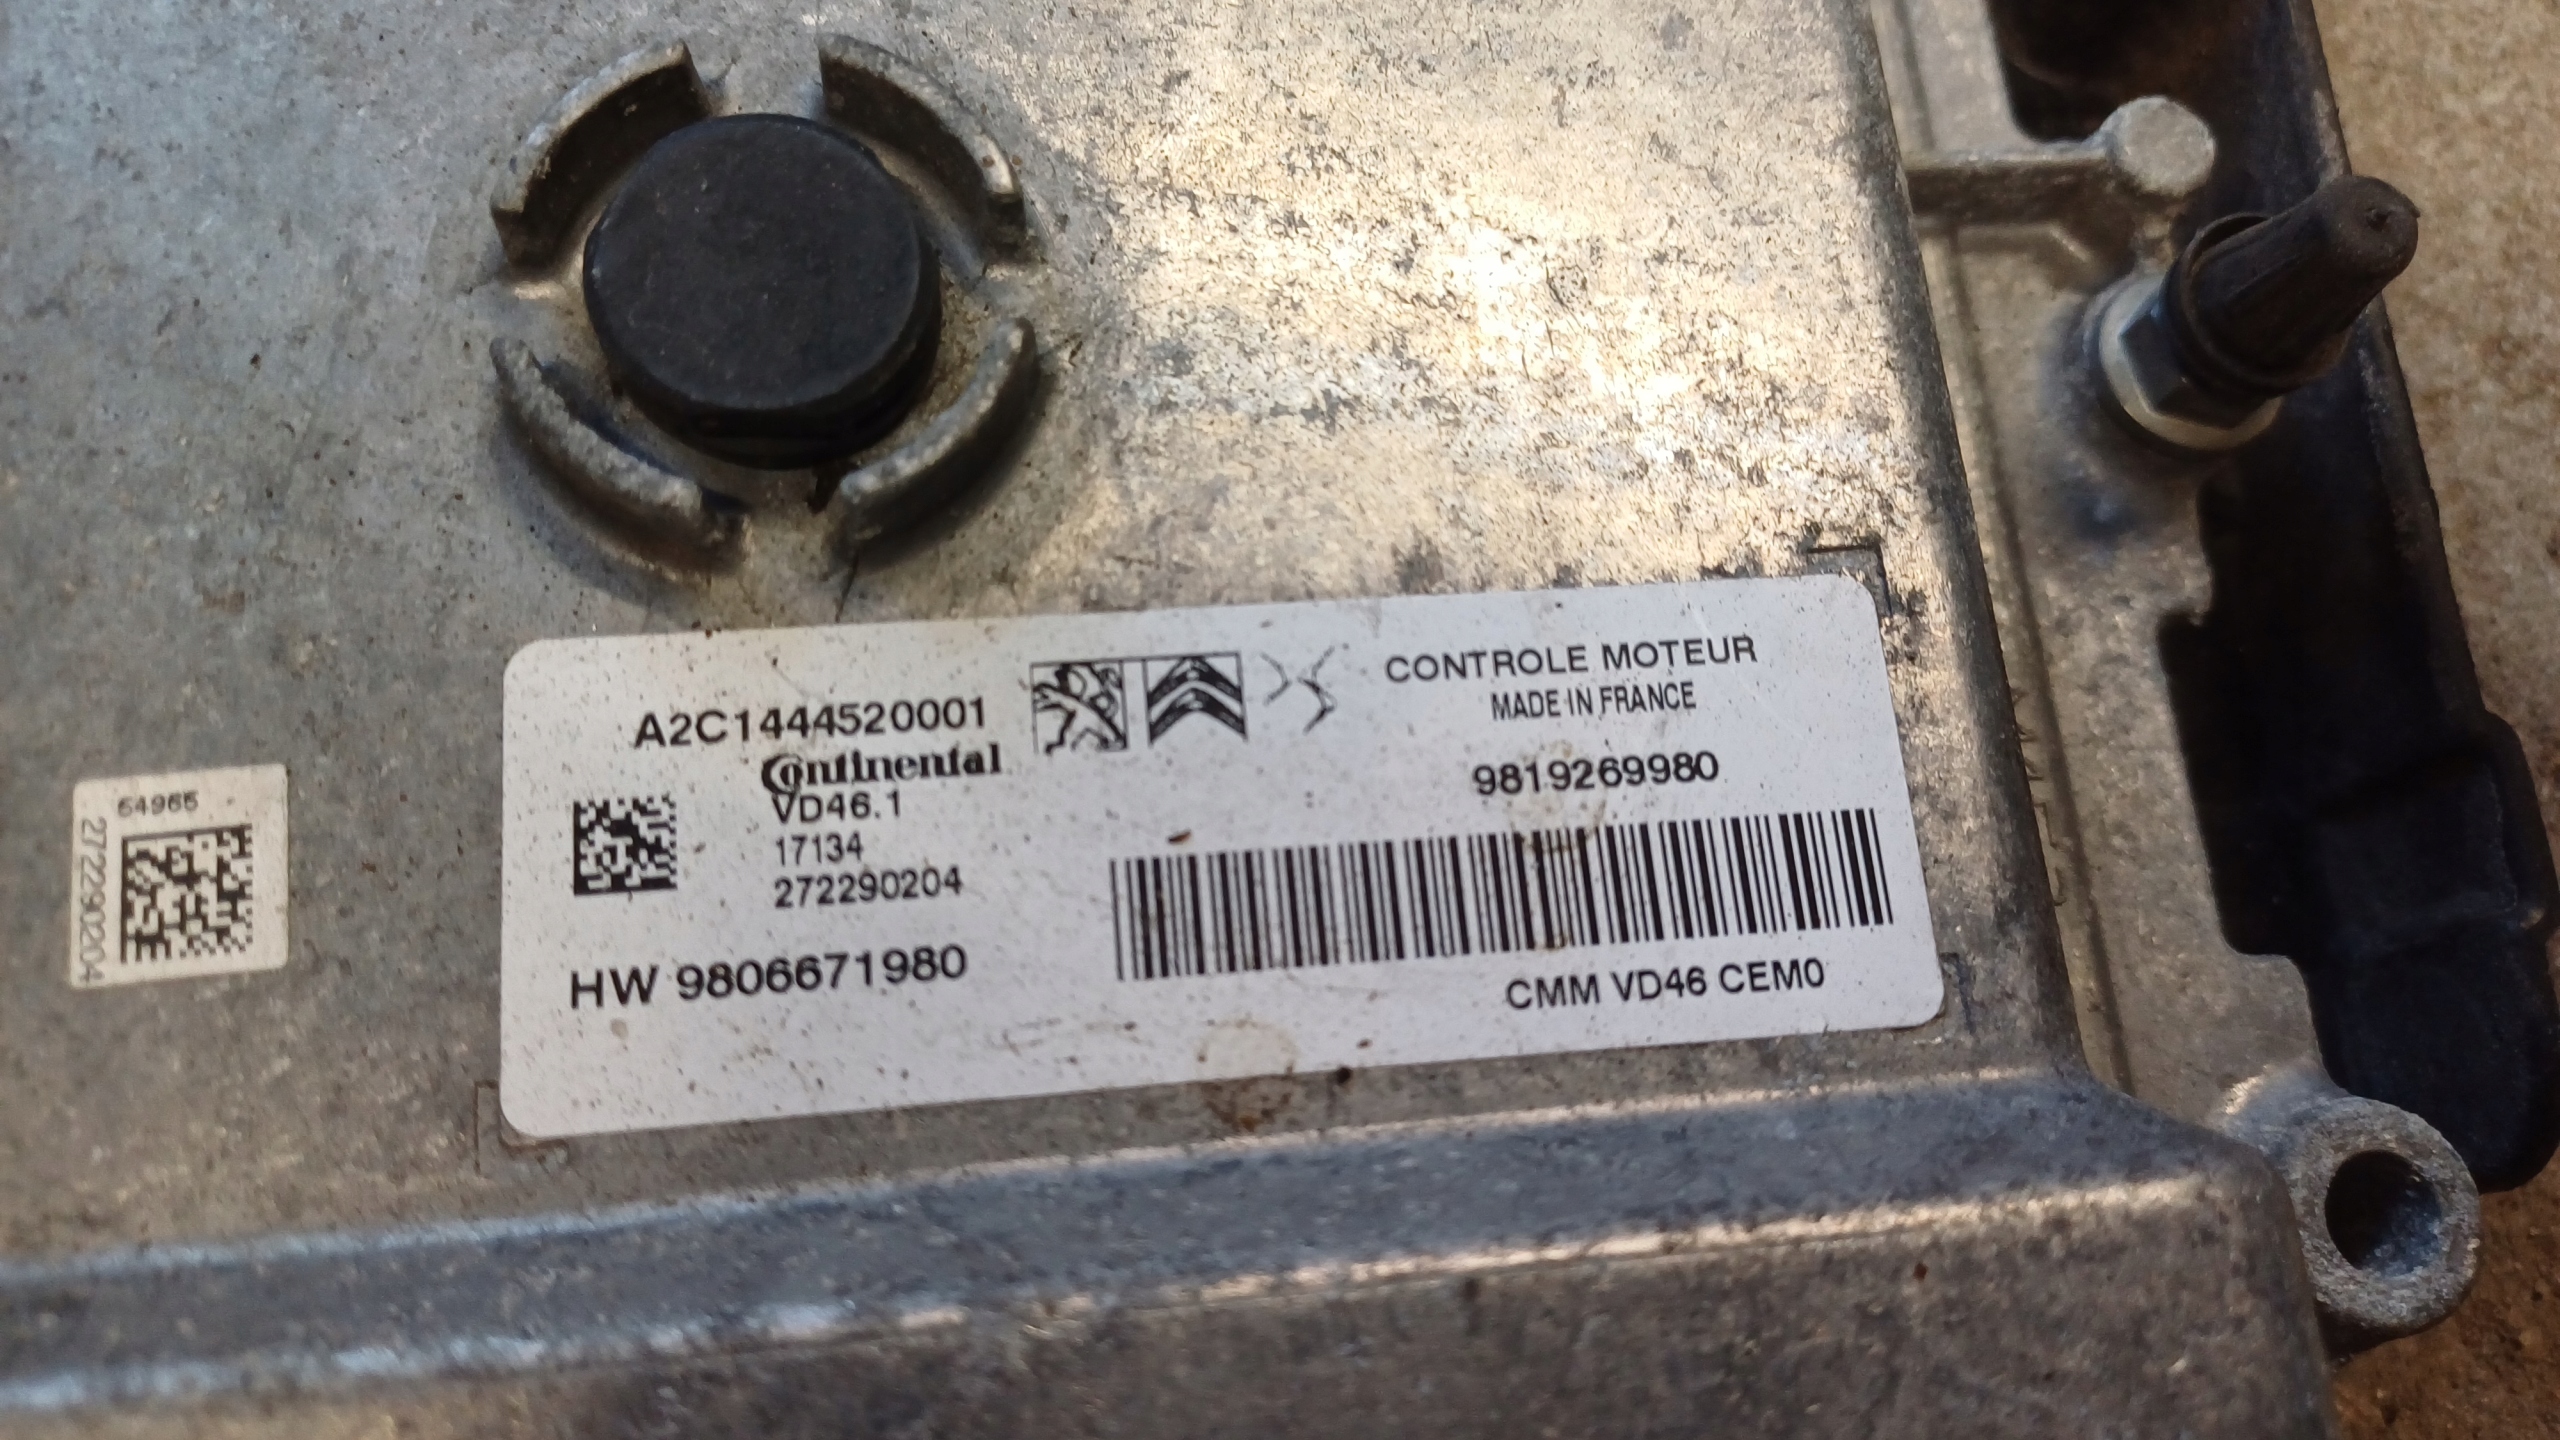 A2C1444520001
Continental
VD46.1
17134
272290204
HW 9806671980
CONTROLE MOTEUR
MADE IN FRANCE
9819269980
CMM VD46 CEM0
54965
272290204